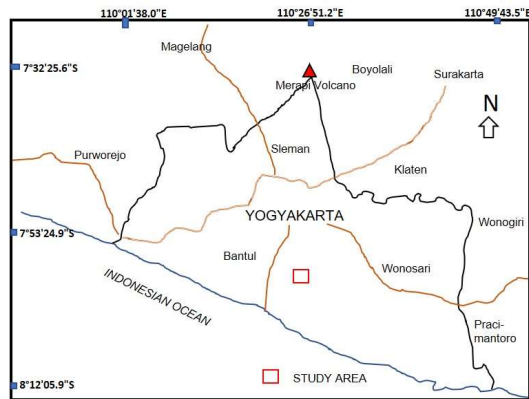 110°01'38.0"E
110°26'51.2"E
110°49'43.5"E
Magelang
7°32'25.6"S
Boyolali
Surakarta
Merapi Volcano
N
Sleman
Purworejo
Klaten
YOGYAKARTA
Wonogiri
7°53'24.9"S
Bantul
Wonosari
INDONESIAN OCEAN
Praci-
mantoro
STUDY AREA
8°12'05.9"S